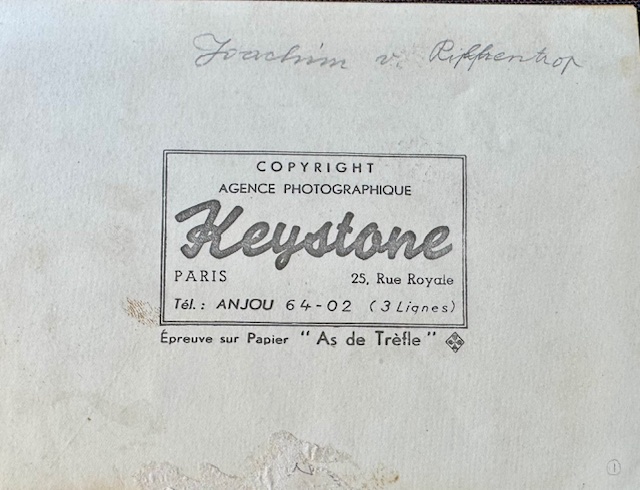 Joachim v. Ribbentrop
COPYRIGHT
AGENCE PHOTOGRAPHIQUE
Keystone
PARIS 25, Rue Royale
Tél.: ANJOU 64-02 (3 Lignes)
Épreuve sur Papier "As de Trèfle"
1